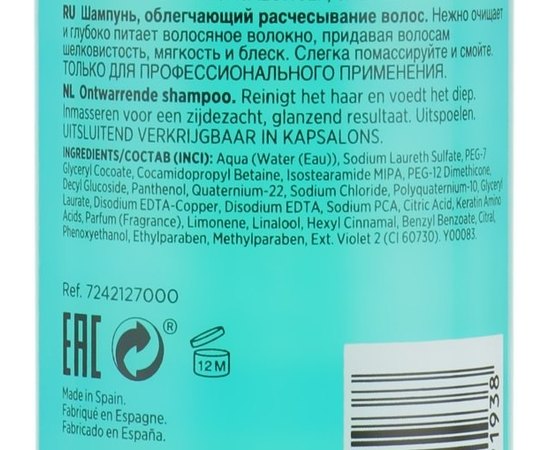 RU Шампунь, облегчающий расчесывание волос. Нежно очищает
и глубоко питает волосяное волокно, придавая волосам
шелковистость, мягкость и блеск. Слегка помассируйте и смойте.
ТОЛЬКО ДЛЯ ПРОФЕССИОНАЛЬНОГО ПРИМЕНЕНИЯ.
NL Ontwarrende shampoo. Reinigt het haar en voedt het diep.
Inmasseren voor een zijdezacht, glanzend resultaat. Uitspoelen.
UITSLUITEND VERKRIJGBAAR IN KAPSALONS.
INGREDIENTS/СОСТАВ (INCI): Aqua (Water (Eau)), Sodium Laureth Sulfate, PEG-7
Glyceryl Cocoate, Cocamidopropyl Betaine, Isostearamide MIPA, PEG-12 Dimethicone,
Decyl Glucoside, Panthenol, Quaternium-22, Sodium Chloride, Polyquaternium-10, Glyceryl
Laurate, Disodium EDTA-Copper, Disodium EDTA, Sodium PCA, Citric Acid, Keratin Amino
Acids, Parfum (Fragrance), Limonene, Linalool, Hexyl Cinnamal, Benzyl Benzoate, Citral,
Phenoxyethanol, Ethylparaben, Methylparaben, Ext. Violet 2 (CI 60730). Y00083.
Ref. 7242127000
EAC
®
12 M
Made in Spain.
Fabriqué en Espagne.
Fabricado en España.
1938